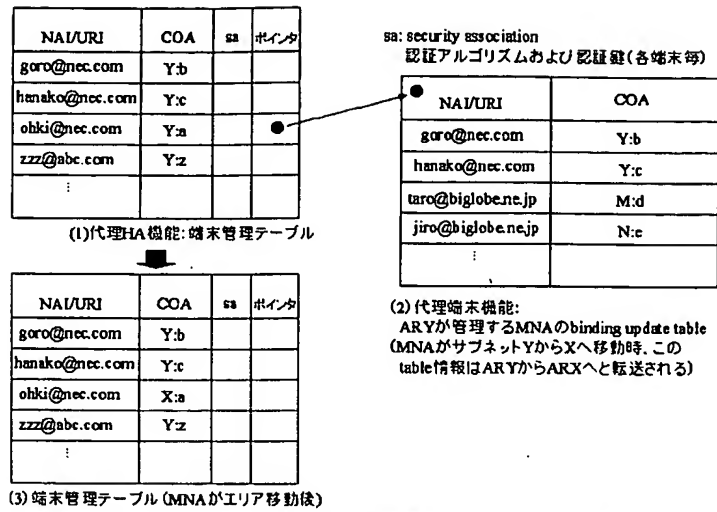 NAI/URI COA sa ポインタ
goro@nec.com Y:b
hanako@nec.com Y:c
ohki@nec.com Y:a
zzz@abc.com Y:z
⋮
(1)代理HA機能:端末管理テーブル
sa: security association
認証アルゴリズムおよび認証鍵(各端末毎)
NAI/URI COA
goro@nec.com Y:b
hanako@nec.com Y:c
taro@biglobe.ne.jp M:d
jiro@biglobe.ne.jp N:e
⋮
(2)代理端末機能:
ARYが管理するMNAのbinding update table
(MNAがサブネットYからXへ移動時、この
table情報はARYからARXへと転送される)
NAI/URI COA sa ポインタ
goro@nec.com Y:b
hanako@nec.com Y:c
ohki@nec.com X:a
zzz@abc.com Y:z
⋮
(3)端末管理テーブル(MNAがエリア移動後)